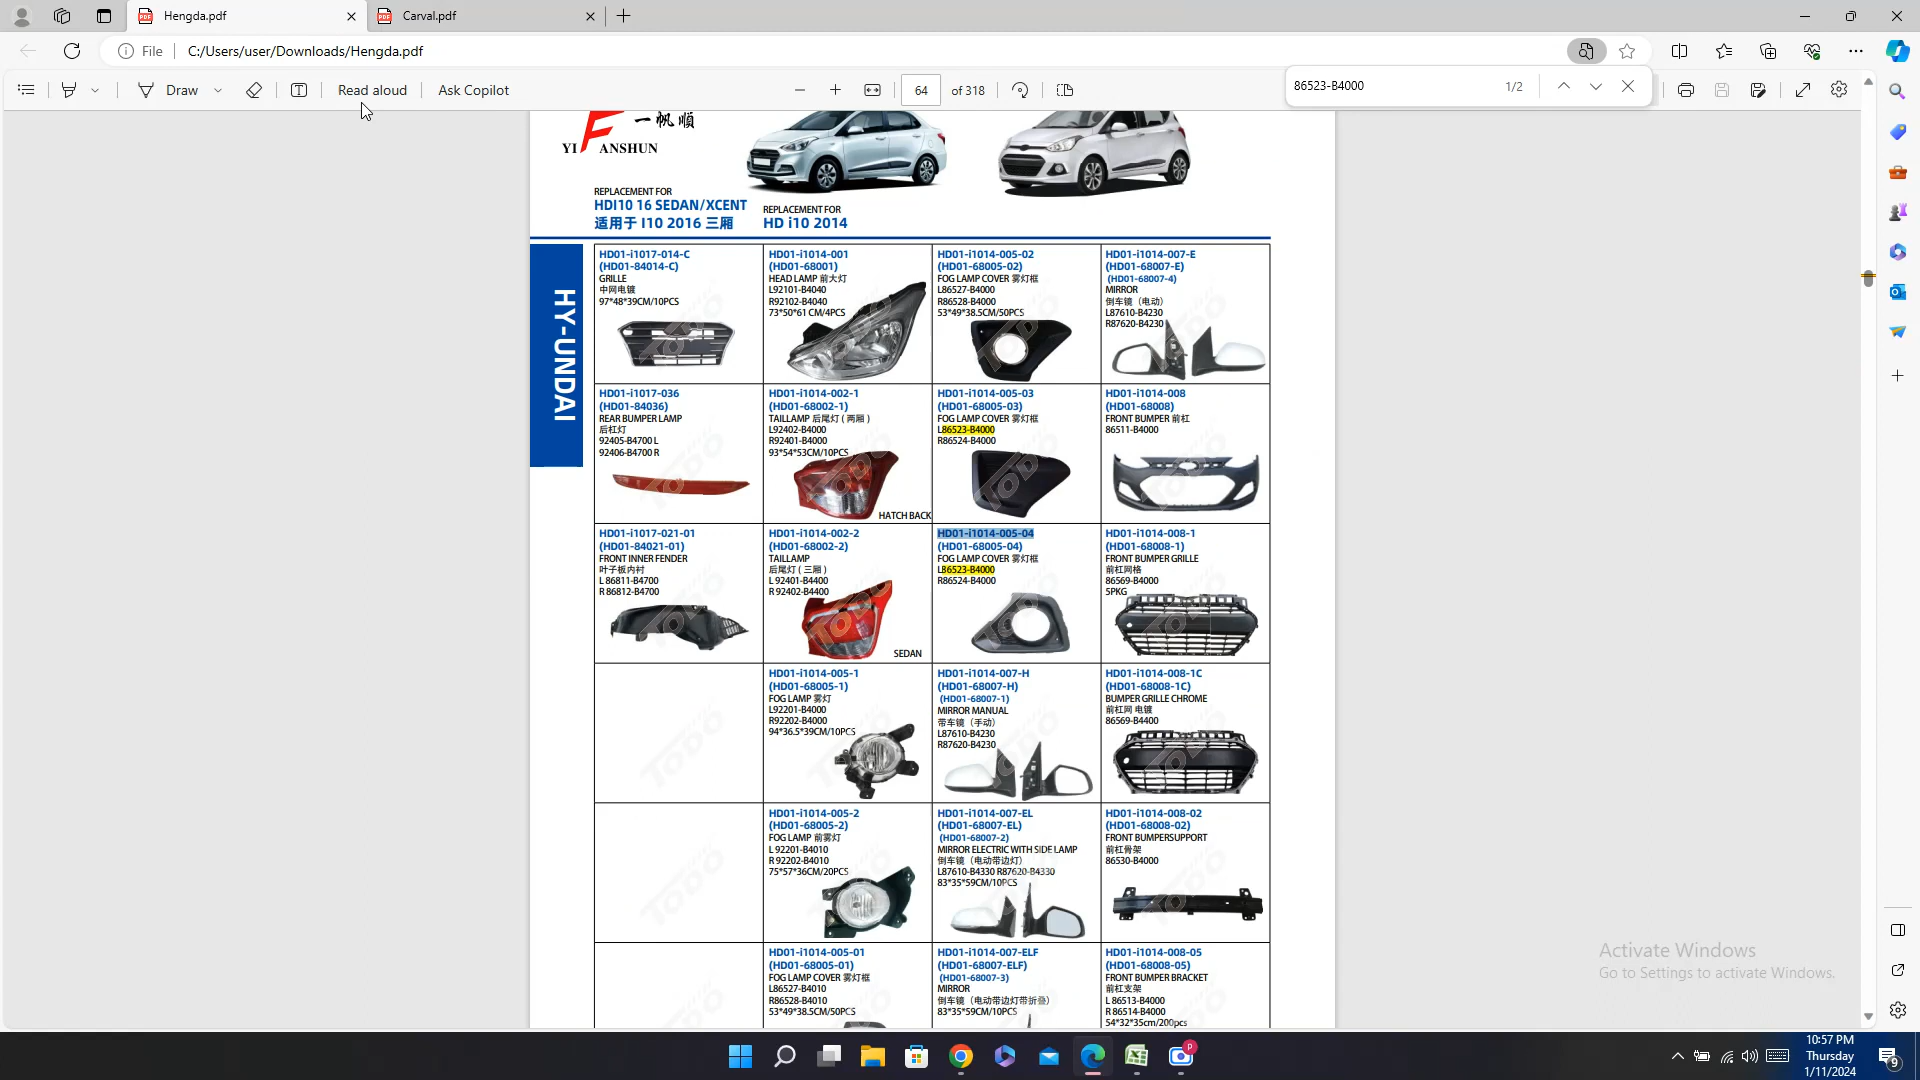 Hengda.pdf
Carval.pdf
File
C:/Users/user/Downloads/Hengda.pdf
Draw
Read aloud
Ask Copilot
64
of 318
86523-B4000
1/2
YI F ANSHUN
一帆顺
REPLACEMENT FOR
HDI10 16 SEDAN/XCENT
适用于 I10 2016 三厢
REPLACEMENT FOR
HD i10 2014
HY-UNDAI
HD01-i1017-014-C
(HD01-84014-C)
GRILLE
中网电镀
97*48*39CM/10PCS
HD01-i1014-001
(HD01-68001)
HEAD LAMP 前大灯
L92101-B4040
R92102-B4040
73*50*61 CM/4PCS
HD01-i1014-005-02
(HD01-68005-02)
FOG LAMP COVER 雾灯框
L86527-B4000
R86528-B4000
53*49*38.5CM/50PCS
HD01-i1014-007-E
(HD01-68007-E)
(HD01-68007-4)
MIRROR
倒车镜（电动）
L87610-B4230
R87620-B4230
HD01-i1017-036
(HD01-84036)
REAR BUMPER LAMP
后杠灯
92405-B4700 L
92406-B4700 R
HD01-i1014-002-1
(HD01-68002-1)
TAILLAMP 后尾灯 ( 两厢 )
L92402-B4000
R92401-B4000
93*54*53CM/10PCS
HATCH BACK
HD01-i1014-005-03
(HD01-68005-03)
FOG LAMP COVER 雾灯框
L86523-B4000
R86524-B4000
HD01-i1014-008
(HD01-68008)
FRONT BUMPER 前杠
86511-B4000
HD01-i1017-021-01
(HD01-84021-01)
FRONT INNER FENDER
叶子板内衬
L 86811-B4700
R 86812-B4700
HD01-i1014-002-2
(HD01-68002-2)
TAILLAMP
后尾灯 ( 三厢 )
L 92401-B4400
R 92402-B4400
SEDAN
HD01-i1014-005-04
(HD01-68005-04)
FOG LAMP COVER 雾灯框
L86523-B4000
R86524-B4000
HD01-i1014-008-1
(HD01-68008-1)
FRONT BUMPER GRILLE
前杠网格
86569-B4000
5PKG
HD01-i1014-005-1
(HD01-68005-1)
FOG LAMP 雾灯
L92201-B4000
R92202-B4000
94*36.5*39CM/10PCS
HD01-i1014-007-H
(HD01-68007-H)
(HD01-68007-1)
MIRROR MANUAL
带车镜（手动）
L87610-B4230
R87620-B4230
HD01-i1014-008-1C
(HD01-68008-1C)
BUMPER GRILLE CHROME
前杠网 电镀
86569-B4400
HD01-i1014-005-2
(HD01-68005-2)
FOG LAMP 前雾灯
L 92201-B4010
R 92202-B4010
75*57*36CM/20PCS
HD01-i1014-007-EL
(HD01-68007-EL)
(HD01-68007-2)
MIRROR ELECTRIC WITH SIDE LAMP
倒车镜（电动带边灯）
L87610-B4330 R87620-B4330
83*35*59CM/10PCS
HD01-i1014-008-02
(HD01-68008-02)
FRONT BUMPERSUPPORT
前杠骨架
86530-B4000
HD01-i1014-005-01
(HD01-68005-01)
FOG LAMP COVER 雾灯框
L86527-B4010
R86528-B4010
53*49*38.5CM/50PCS
HD01-i1014-007-ELF
(HD01-68007-ELF)
(HD01-68007-3)
MIRROR
倒车镜（电动带边灯带折叠）
83*35*59CM/10PCS
HD01-i1014-008-05
(HD01-68008-05)
FRONT BUMPER BRACKET
前杠支架
L 86513-B4000
R 86514-B4000
54*32*35cm/200pcs
Activate Windows
Go to Settings to activate Windows.
10:57 PM
Thursday
1/11/2024
9